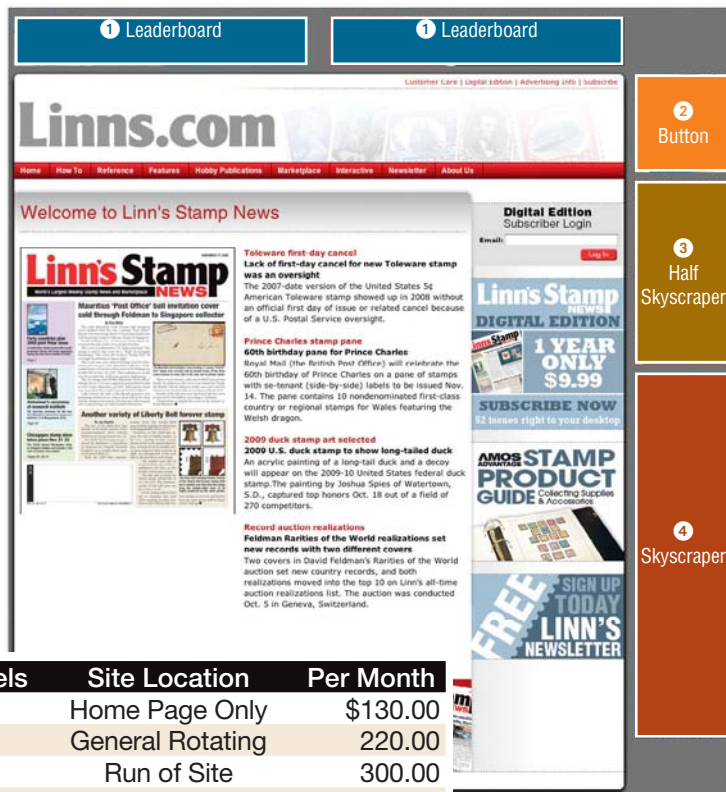 1 Leaderboard
1 Leaderboard
Customer Care | Digital Edition | Advertising Info | Subscribe
Linns.com
Home How To Reference Features Hobby Publications Marketplace Interactive Newsletter About Us
2
Button
3
Half
Skyscraper
4
Skyscraper
Welcome to Linn's Stamp News
Linn's Stamp
NEWS
World's Largest Weekly Stamp News and Marketplace
Mauritius 'Post Office' ball invitation cover
sold through Feldman to Singapore collector
Another variety of Liberty Bell forever stamp
Toleware first-day cancel
Lack of first-day cancel for new Toleware stamp
was an oversight
The 2007-date version of the United States 5¢
American Toleware stamp showed up in 2008 without
an official first day of issue or related cancel because
of a U.S. Postal Service oversight.
Prince Charles stamp pane
60th birthday pane for Prince Charles
Royal Mail (the British Post Office) will celebrate the
60th birthday of Prince Charles on a pane of stamps
with se-tenant (side-by-side) labels to be issued Nov.
14. The pane contains 10 nondenominated first-class
country or regional stamps for Wales featuring the
Welsh dragon.
2009 duck stamp art selected
2009 U.S. duck stamp to show long-tailed duck
An acrylic painting of a long-tail duck and a decoy
will appear on the 2009-10 United States federal duck
stamp.The painting by Joshua Spies of Watertown,
S.D., captured top honors Oct. 18 out of a field of
270 competitors.
Record auction realizations
Feldman Rarities of the World realizations set
new records with two different covers
Two covers in David Feldman's Rarities of the World
auction set new country records, and both
realizations moved into the top 10 on Linn's all-time
auction realizations list. The auction was conducted
Oct. 5 in Geneva, Switzerland.
Digital Edition
Subscriber Login
Email:
Log In
Linn's Stamp
NEWS
DIGITAL EDITION
1 YEAR
ONLY
$9.99
SUBSCRIBE NOW
52 issues right to your desktop
AMOS ADVANTAGE STAMP
PRODUCT
GUIDE Collecting Supplies
& Accessories
FREE
SIGN UP
TODAY
LINN'S
NEWSLETTER
els Site Location Per Month
Home Page Only $130.00
General Rotating 220.00
Run of Site 300.00